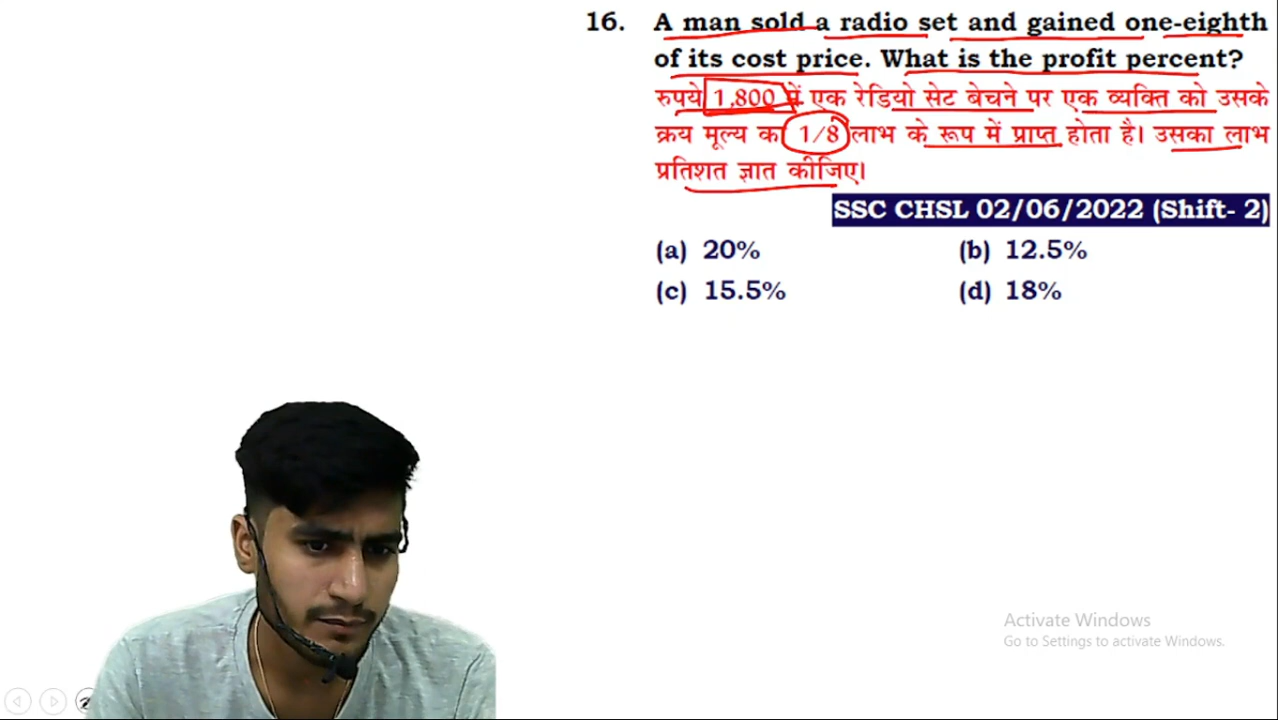 16. A man sold a radio set and gained one-eighth
of its cost price. What is the profit percent?
रुपये 1,800 में एक रेडियो सेट बेचने पर एक व्यक्ति को उसके
क्रय मूल्य का 1/8 लाभ के रूप में प्राप्त होता है। उसका लाभ
प्रतिशत ज्ञात कीजिए।
SSC CHSL 02/06/2022 (Shift- 2)
(a) 20% (b) 12.5%
(c) 15.5% (d) 18%
Activate Windows
Go to Settings to activate Windows.